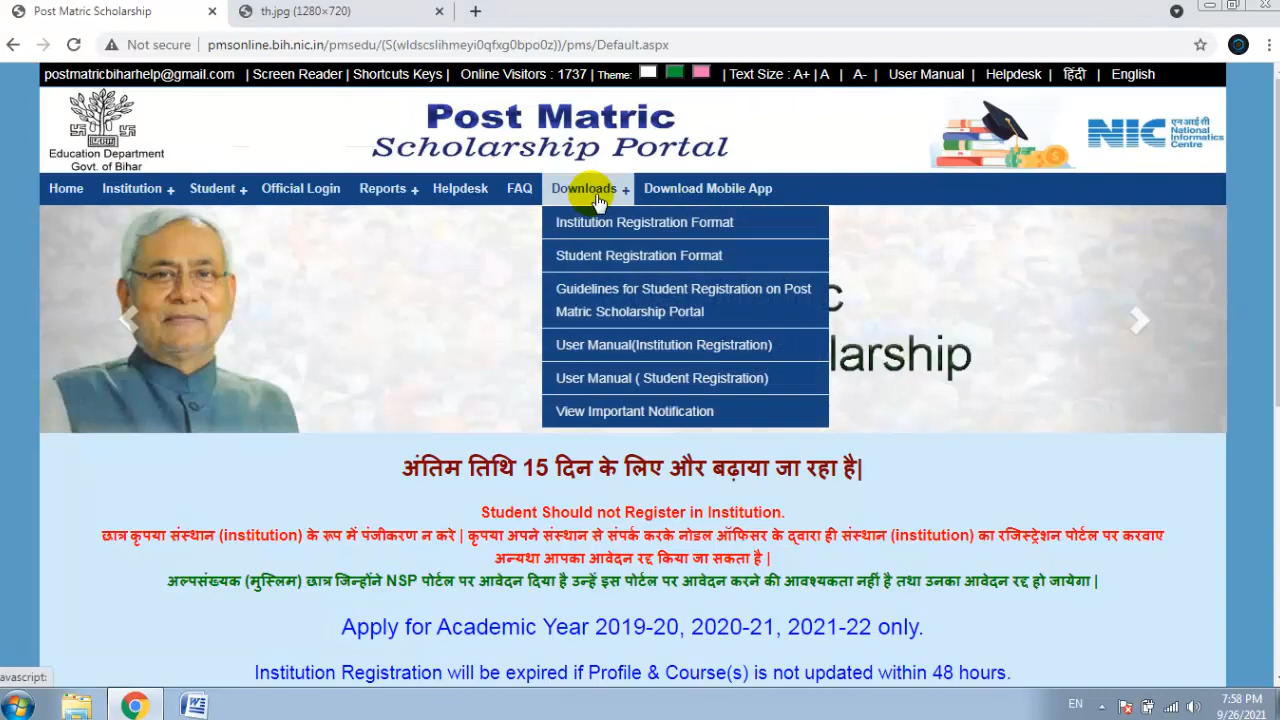 Post Matric Scholarship
th.jpg (1280×720)
Not secure | pmsonline.bih.nic.in/pmsedu/(S(wldscslihmeyi0qfxg0bpo0z))/pms/Default.aspx
postmatricbiharhelp@gmail.com | Screen Reader | Shortcuts Keys | Online Visitors : 1737 | Theme: | Text Size : A+ | A | A- | User Manual | Helpdesk | हिंदी | English
Education Department
Govt. of Bihar
Post Matric
Scholarship Portal
NIC
एन आई सी
National
Informatics
Centre
Home Institution + Student + Official Login Reports + Helpdesk FAQ Downloads + Download Mobile App
Institution Registration Format
Student Registration Format
Guidelines for Student Registration on Post
Matric Scholarship Portal
User Manual(Institution Registration)
User Manual ( Student Registration)
View Important Notification
c
larship
अंतिम तिथि 15 दिन के लिए और बढ़ाया जा रहा है|
Student Should not Register in Institution.
छात्र कृपया संस्थान (institution) के रूप में पंजीकरण न करे | कृपया अपने संस्थान से संपर्क करके नोडल ऑफिसर के द्वारा ही संस्थान (institution) का रजिस्ट्रेशन पोर्टल पर करवाए
अन्यथा आपका आवेदन रद्द किया जा सकता है |
अल्पसंख्यक (मुस्लिम) छात्र जिन्होंने NSP पोर्टल पर आवेदन दिया है उन्हें इस पोर्टल पर आवेदन करने की आवश्यकता नहीं है तथा उनका आवेदन रद्द हो जायेगा |
Apply for Academic Year 2019-20, 2020-21, 2021-22 only.
Institution Registration will be expired if Profile & Course(s) is not updated within 48 hours.
avascript:
EN
7:58 PM
9/26/2021